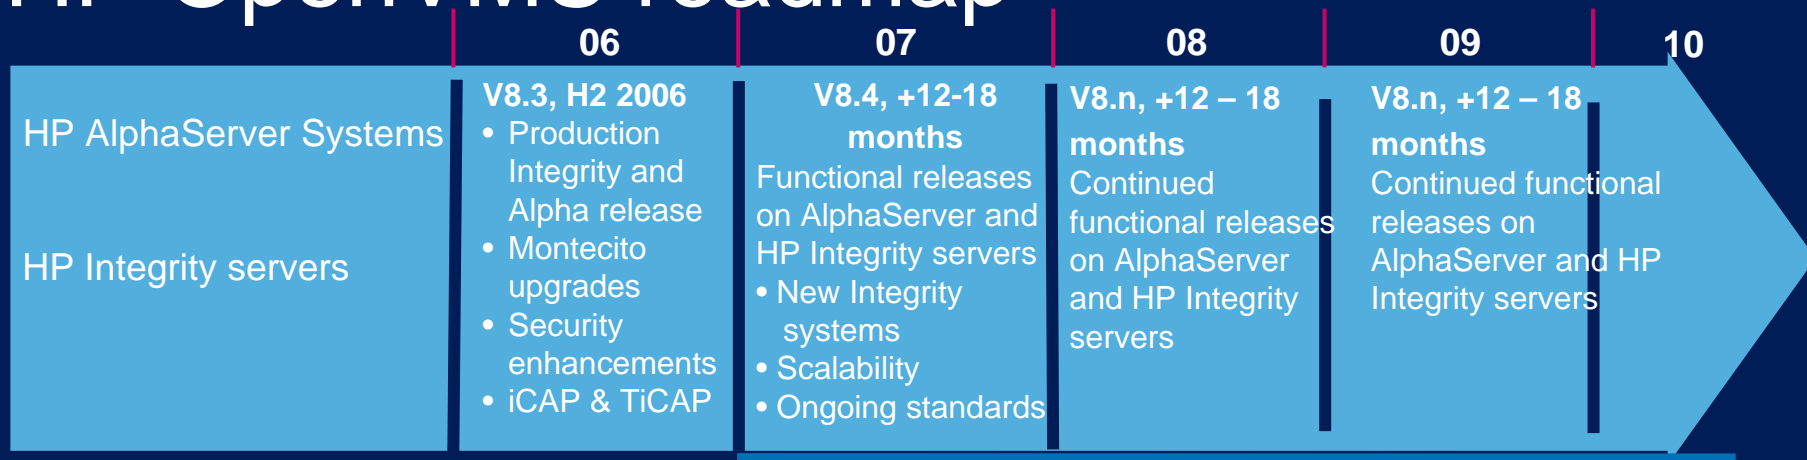 HP OpenVMS roadmap
06 07 08 09 10
HP AlphaServer Systems
HP Integrity servers
V8.3, H2 2006
• Production
Integrity and
Alpha release
• Montecito
upgrades
• Security
enhancements
• iCAP & TiCAP
V8.4, +12-18
months
Functional releases
on AlphaServer and
HP Integrity servers
• New Integrity
systems
• Scalability
• Ongoing standards
V8.n, +12 – 18
months
Continued
functional releases
on AlphaServer
and HP Integrity
servers
V8.n, +12 – 18
months
Continued functional
releases on
AlphaServer and HP
Integrity servers